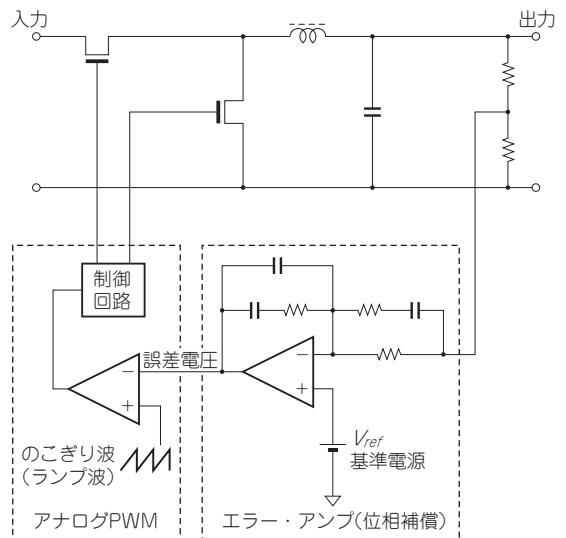 入力
出力
制御
回路
誤差電圧
−
+
−
+
のこぎり波
(ランプ波)
Vref
基準電源
アナログPWM
エラー・アンプ(位相補償)